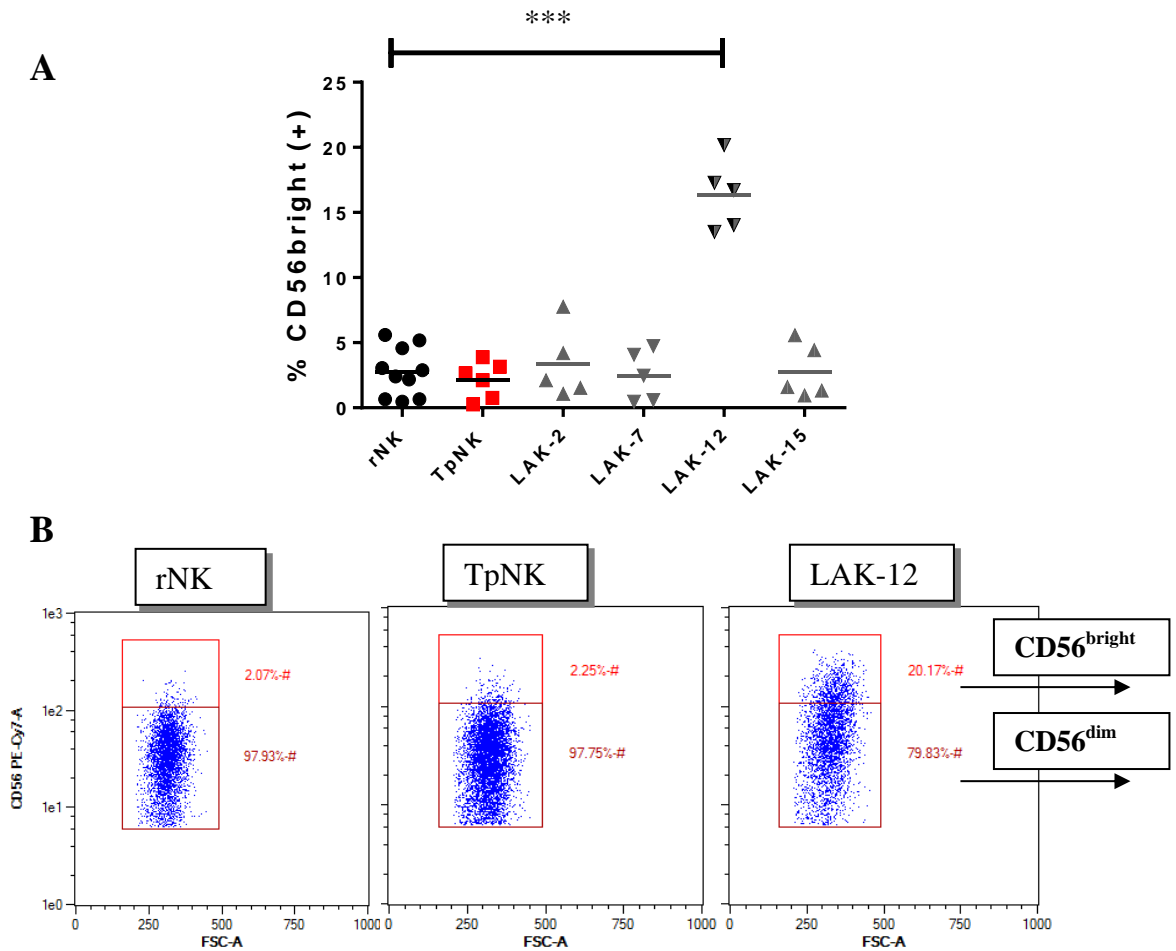 ***
A
% CD56bright (+)
25
20
15
10
5
0
rNK
TpNK
LAK-2
LAK-7
LAK-12
LAK-15
B
rNK
TpNK
LAK-12
CD56 PE-Cy7-A
1e3
1e2
1e1
1e0
2.07%-#
97.93%-#
0 250 500 750 1000
FSC-A
2.25%-#
97.75%-#
0 250 500 750 1000
FSC-A
20.17%-#
79.83%-#
0 250 500 750 1000
FSC-A
CD56bright
CD56dim